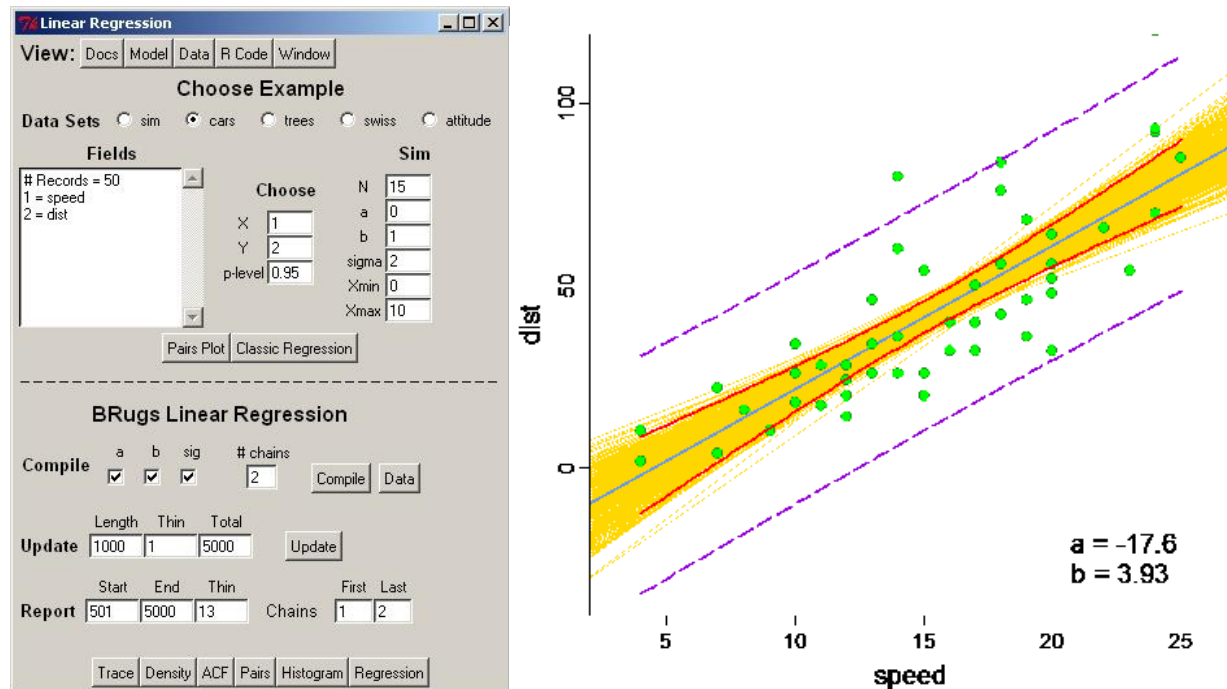 Linear Regression
View: Docs Model Data R Code Window
Choose Example
Data Sets sim cars trees swiss attitude
Fields
# Records = 50
1 = speed
2 = dist
Choose
X 1
Y 2
p-level 0.95
Sim
N 15
a 0
b 1
sigma 2
Xmin 0
Xmax 10
Pairs Plot Classic Regression
BRugs Linear Regression
a b sig # chains
Compile 2 Compile Data
Length Thin Total
Update 1000 1 5000 Update
Start End Thin First Last
Report 501 5000 13 Chains 1 2
Trace Density ACF Pairs Histogram Regression
100
50
0
dist
a = -17.6
b = 3.93
5 10 15 20 25
speed